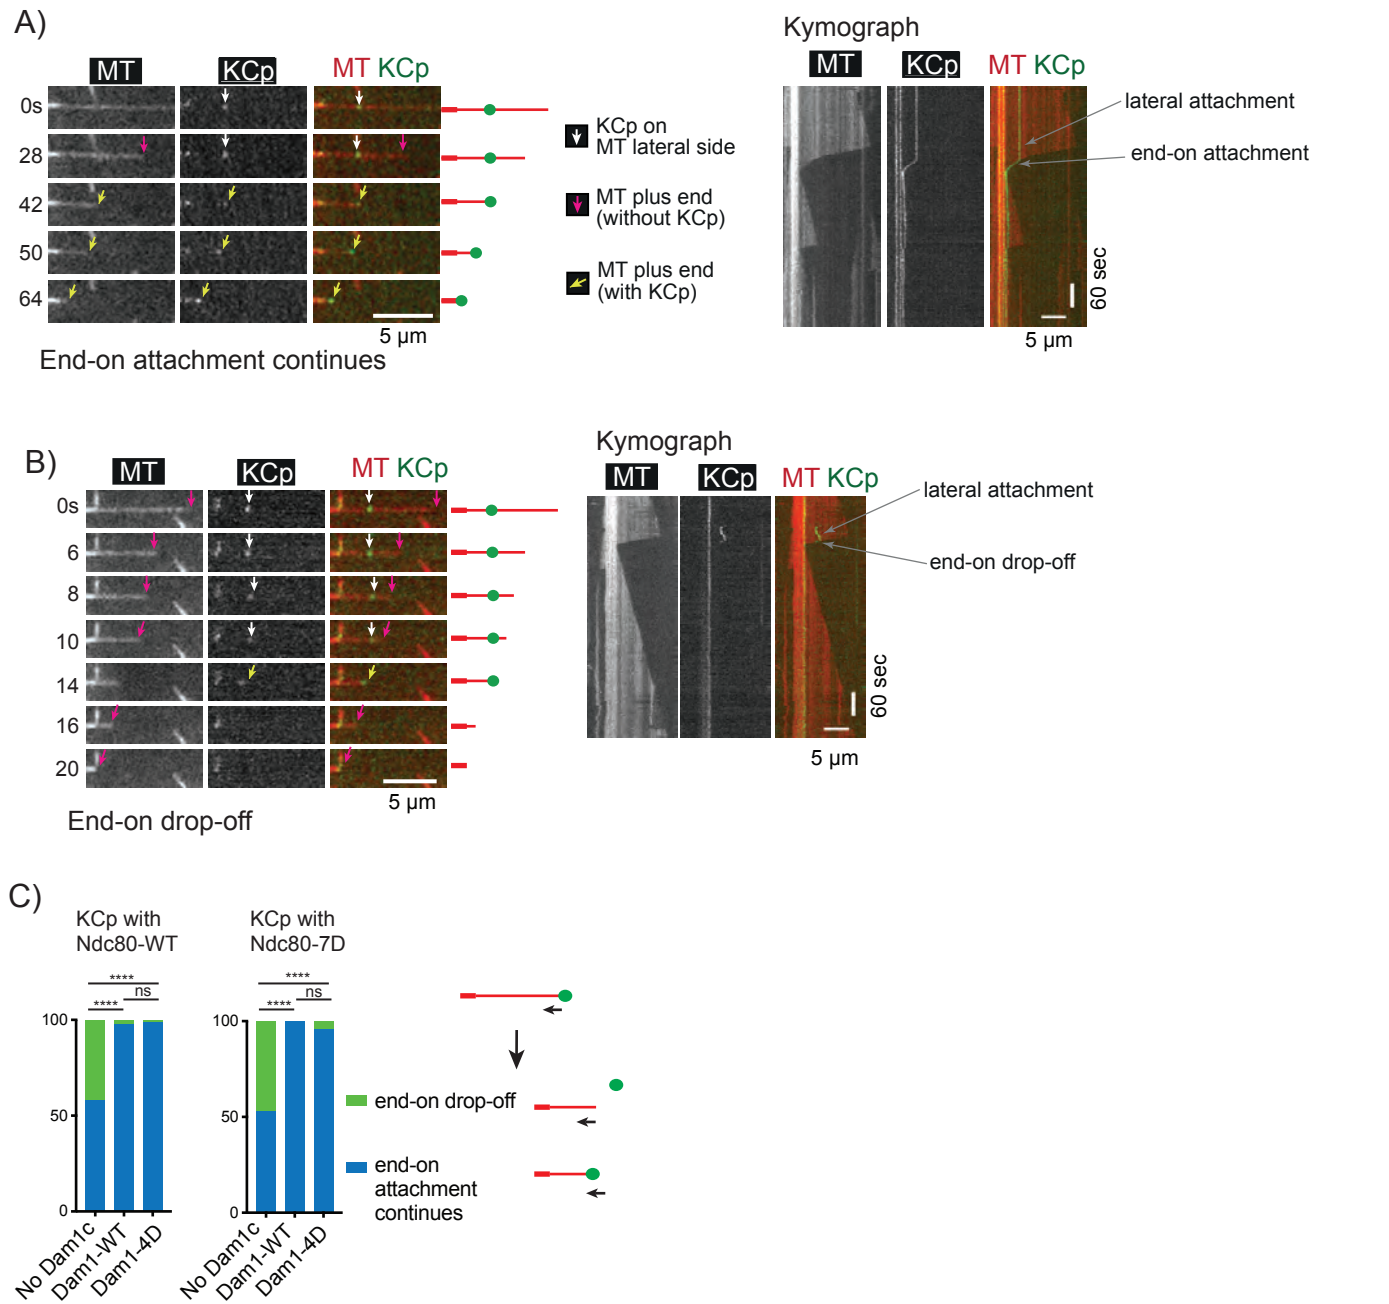 A)
MT
KCp
MT KCp
0s
28
42
50
64
5 µm
End-on attachment continues
KCp on
MT lateral side
MT plus end
(without KCp)
MT plus end
(with KCp)
Kymograph
MT
KCp
MT KCp
lateral attachment
end-on attachment
60 sec
5 µm
B)
MT
KCp
MT KCp
0s
6
8
10
14
16
20
5 µm
End-on drop-off
Kymograph
MT
KCp
MT KCp
lateral attachment
end-on drop-off
60 sec
5 µm
C)
KCp with
Ndc80-WT
****
ns
****
100
50
0
No Dam1c
Dam1-WT
Dam1-4D
KCp with
Ndc80-7D
****
ns
****
100
50
0
No Dam1c
Dam1-WT
Dam1-4D
end-on drop-off
end-on
attachment
continues